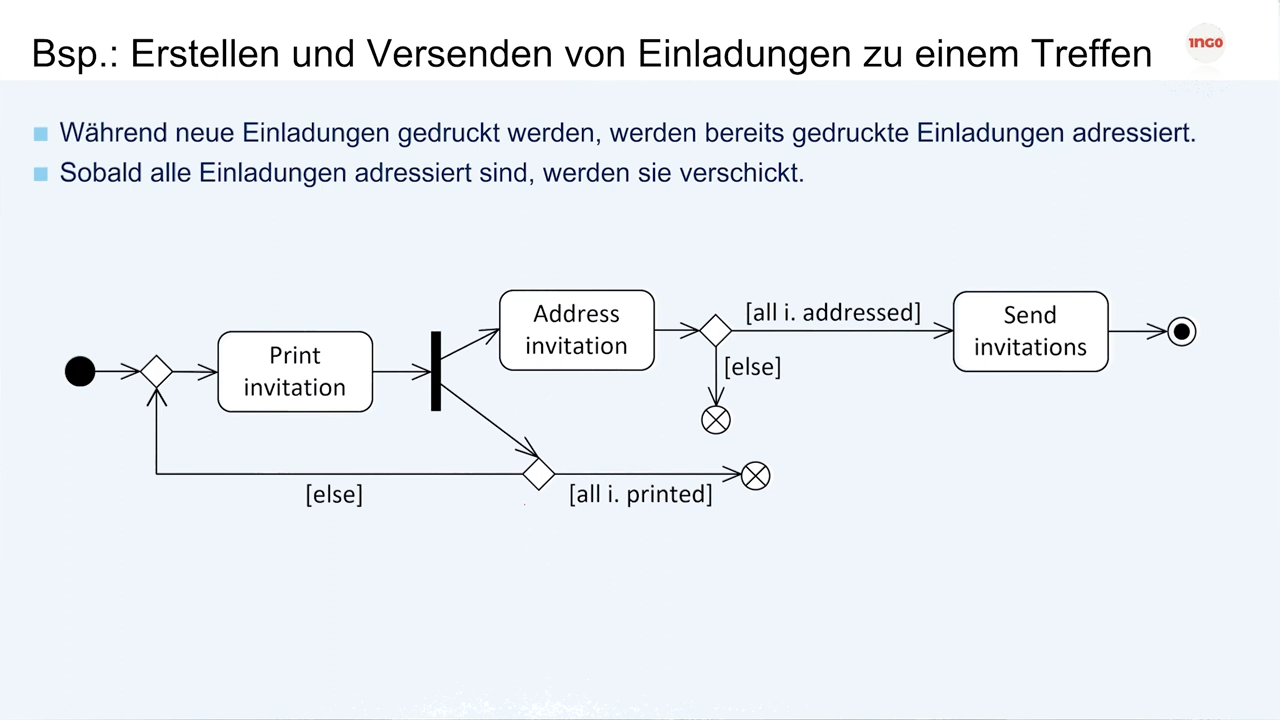 Bsp.: Erstellen und Versenden von Einladungen zu einem Treffen
1NGO
Während neue Einladungen gedruckt werden, werden bereits gedruckte Einladungen adressiert.
Sobald alle Einladungen adressiert sind, werden sie verschickt.
Print
invitation
Address
invitation
[all i. addressed]
[else]
Send
invitations
[else]
[all i. printed]